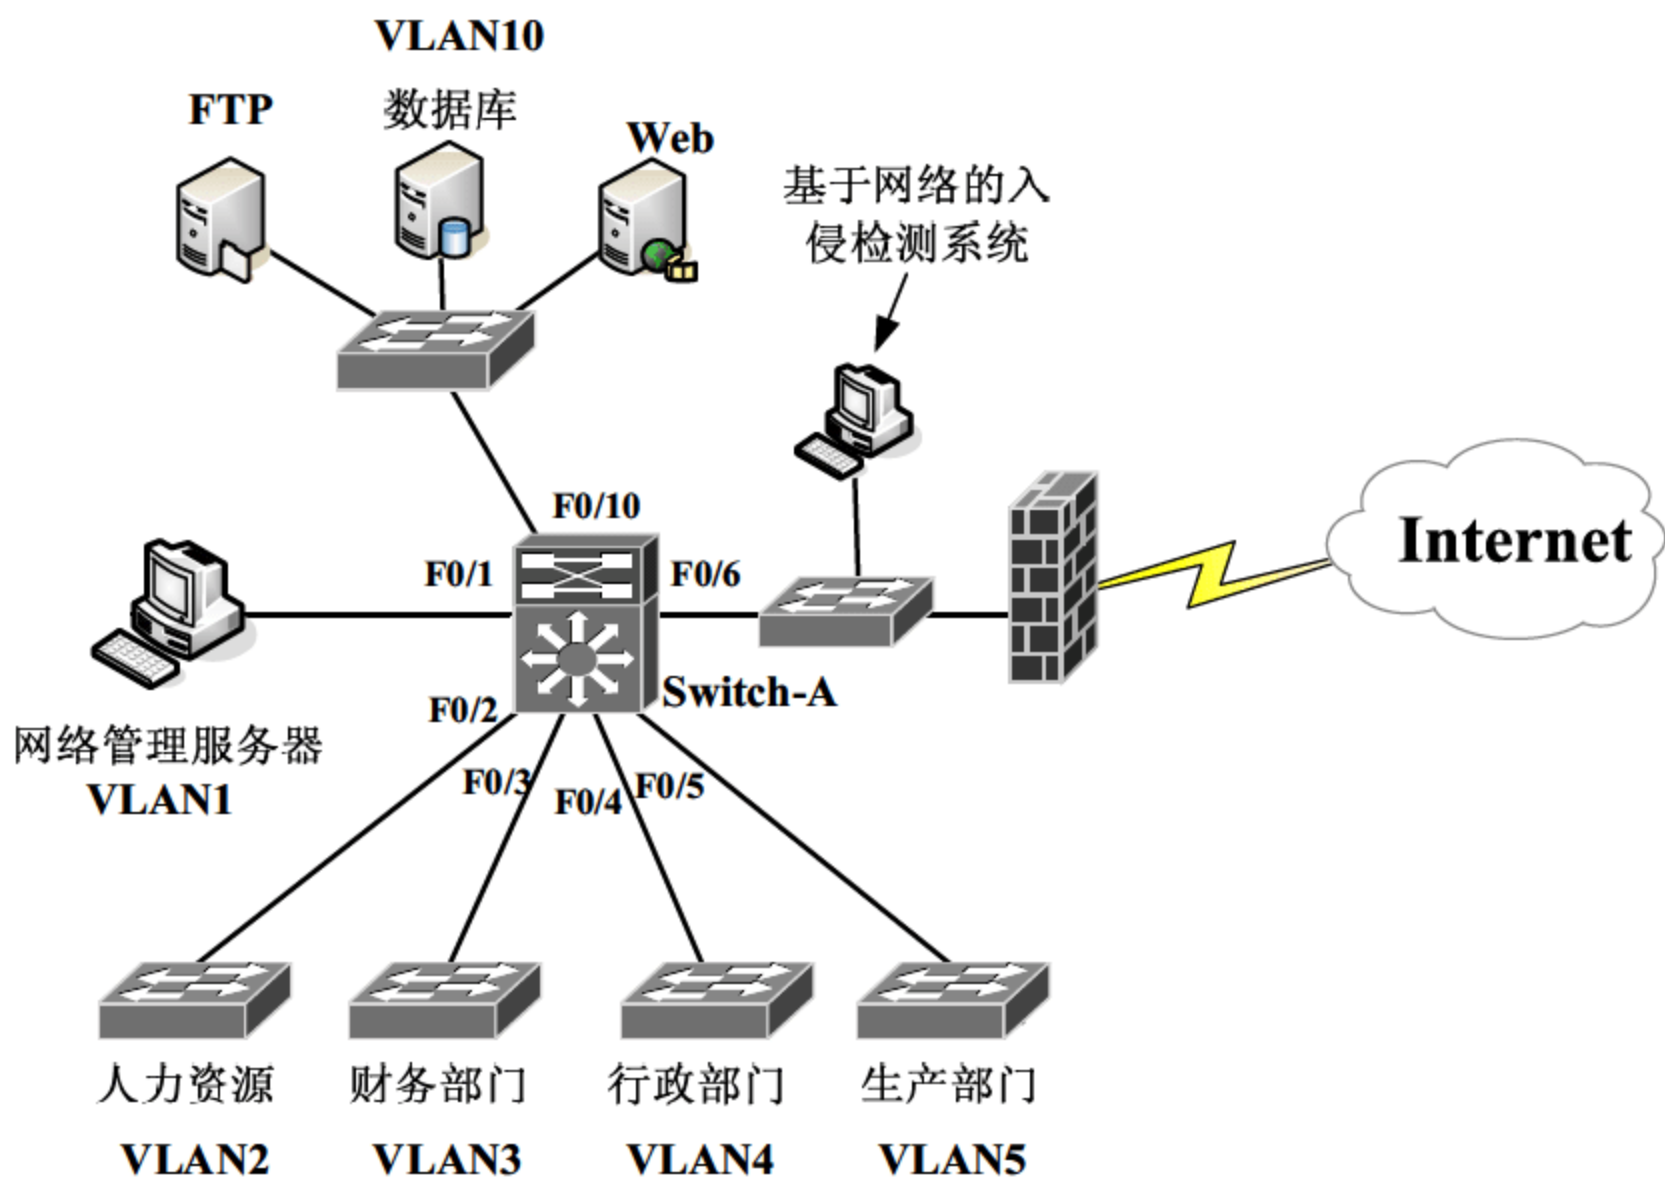 VLAN10
FTP
数据库
Web
基于网络的入
侵检测系统
F0/10
F0/1
F0/6
Internet
Switch-A
F0/2
网络管理服务器
VLAN1
F0/3
F0/4
F0/5
人力资源
财务部门
行政部门
生产部门
VLAN2
VLAN3
VLAN4
VLAN5